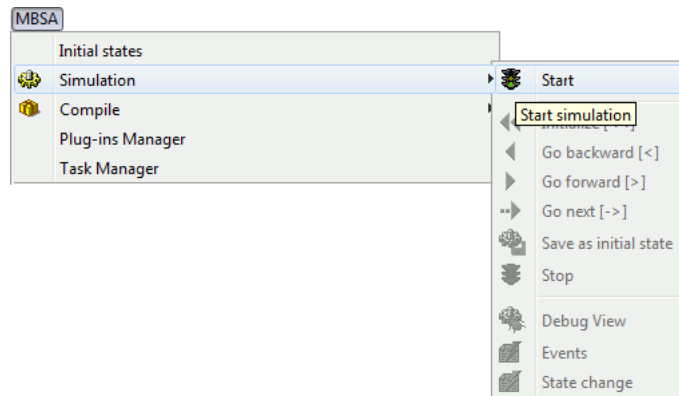 MBSA
Initial states
Simulation
Compile
Plug-ins Manager
Task Manager
Start
Start simulation
Go backward [<]
Go forward [>]
Go next [->]
Save as initial state
Stop
Debug View
Events
State change